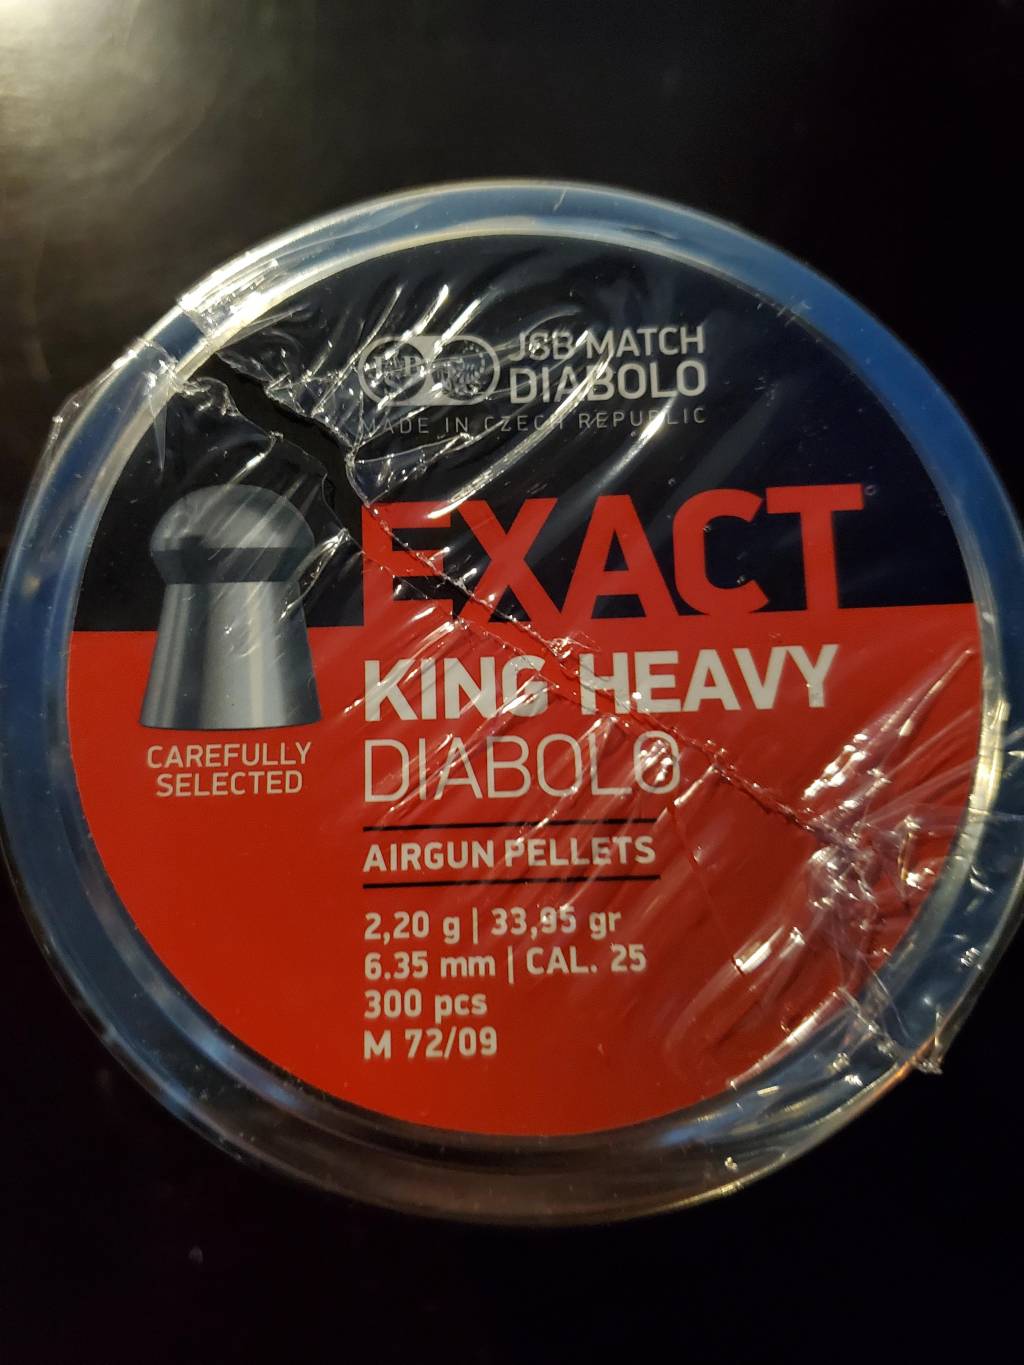 JSB MATCH
DIABOLO
MADE IN CZECH REPUBLIC
EXACT
KING HEAVY
DIABOLO
CAREFULLY
SELECTED
AIRGUN PELLETS
2,20 g | 33,95 gr
6.35 mm | CAL. 25
300 pcs
M 72/09